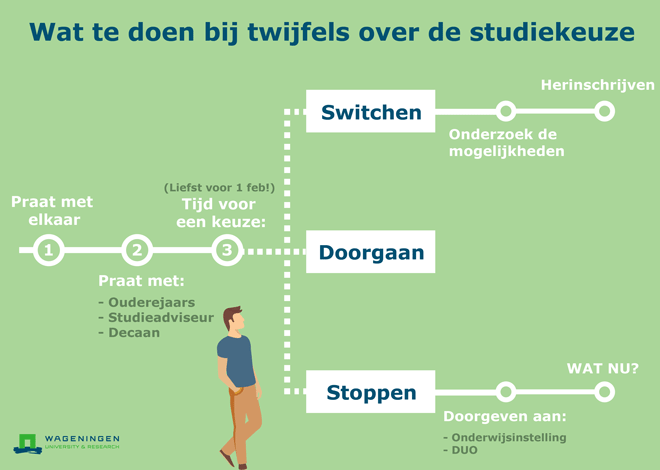 Wat te doen bij twijfels over de studiekeuze
Praat met
elkaar
1
2
Praat met:
- Ouderejaars
- Studieadviseur
- Decaan
(Liefst voor 1 feb!)
Tijd voor
een keuze:
3
Switchen
Onderzoek de
mogelijkheden
Herinschrijven
Doorgaan
Stoppen
Doorgeven aan:
- Onderwijsinstelling
- DUO
WAT NU?
WAGENINGEN
UNIVERSITY & RESEARCH